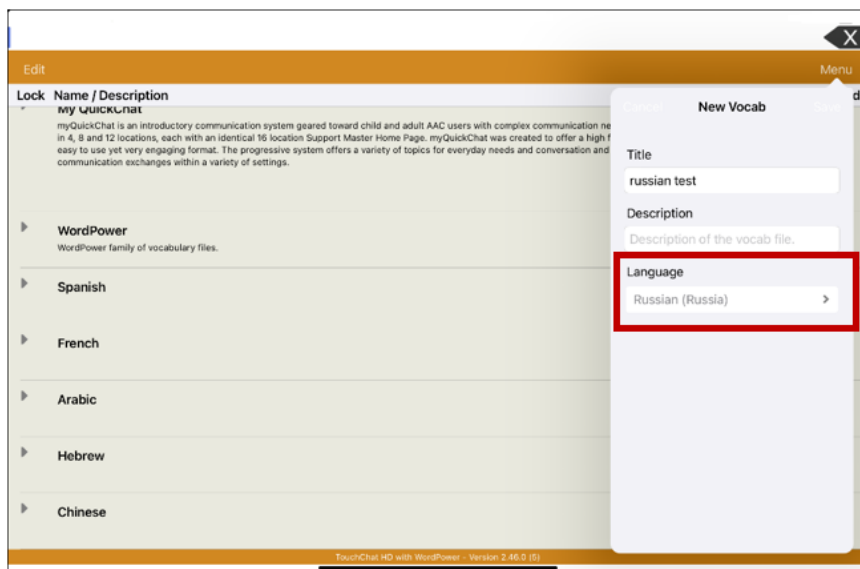 X
Edit
Menu
Lock Name / Description
My QuickChat
myQuickChat is an introductory communication system geared toward child and adult AAC users with complex communication ne
in 4, 8 and 12 locations, each with an identical 16 location Support Master Home Page. myQuickChat was created to offer a high f
easy to use yet very engaging format. The progressive system offers a variety of topics for everyday needs and conversation and
communication exchanges within a variety of settings.
WordPower
WordPower family of vocabulary files.
Spanish
French
Arabic
Hebrew
Chinese
Cancel
New Vocab
Save
Title
russian test
Description
Description of the vocab file.
Language
Russian (Russia)
TouchChat HD with WordPower - Version 2.46.0 (5)